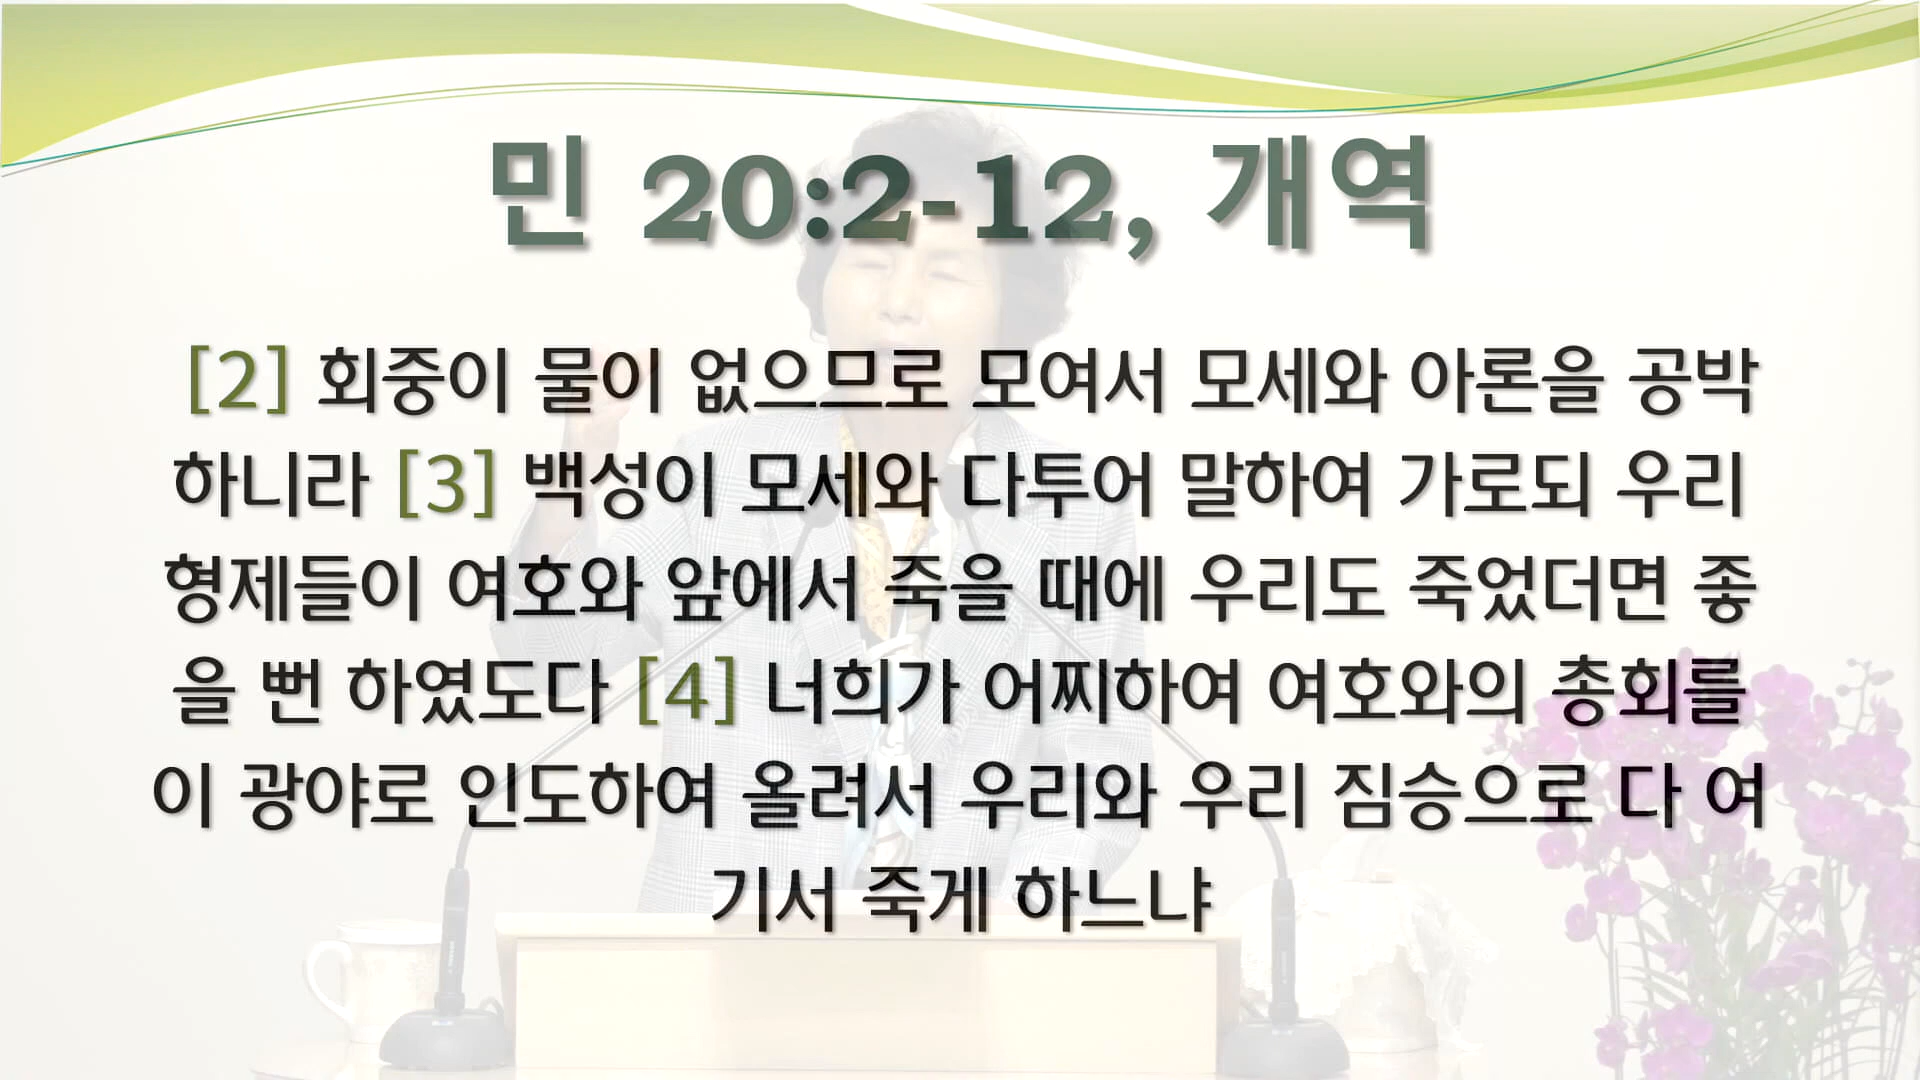 민 20:2-12, 개역
[2] 회중이 물이 없으므로 모여서 모세와 아론을 공박
하니라 [3] 백성이 모세와 다투어 말하여 가로되 우리
형제들이 여호와 앞에서 죽을 때에 우리도 죽었더면 좋
을 뻔 하였도다 [4] 너희가 어찌하여 여호와의 총회를
이 광야로 인도하여 올려서 우리와 우리 짐승으로 다 여
기서 죽게 하느냐